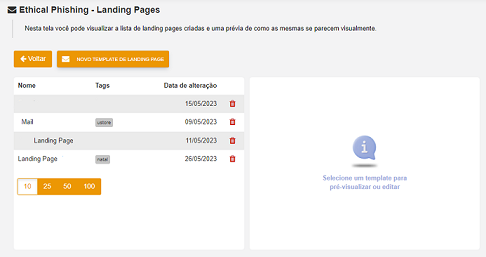 Ethical Phishing - Landing Pages
Nesta tela você pode visualizar a lista de landing pages criadas e uma prévia de como as mesmas se parecem visualmente.
Voltar
NOVO TEMPLATE DE LANDING PAGE
Nome Tags Data de alteração
15/05/2023
Mail 09/05/2023
Landing Page 11/05/2023
Landing Page natal 26/05/2023
10 25 50 100
Selecione um template para
pré-visualizar ou editar